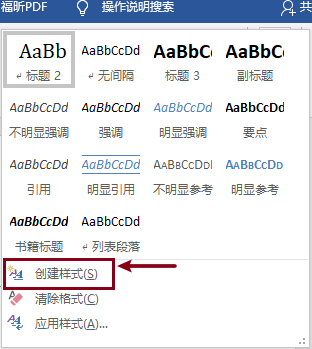 福昕PDF 操作说明搜索 共
AaBb AaBbCcDd AaBbCcD AaBbCcDd
↲ 标题 2 ↲ 无间隔 标题 3 副标题
AaBbCcDd AaBbCcDd AaBbCcDd AaBbCcDd
不明显强调 强调 明显强调 要点
AaBbCcDd AaBbCcDd AaBbCcDd AaBbCcDd
引用 明显引用 不明显参考 明显参考
AaBbCcDd AaBbCcDd
书籍标题 ↲ 列表段落
创建样式(S)
清除格式(C)
应用样式(A)...